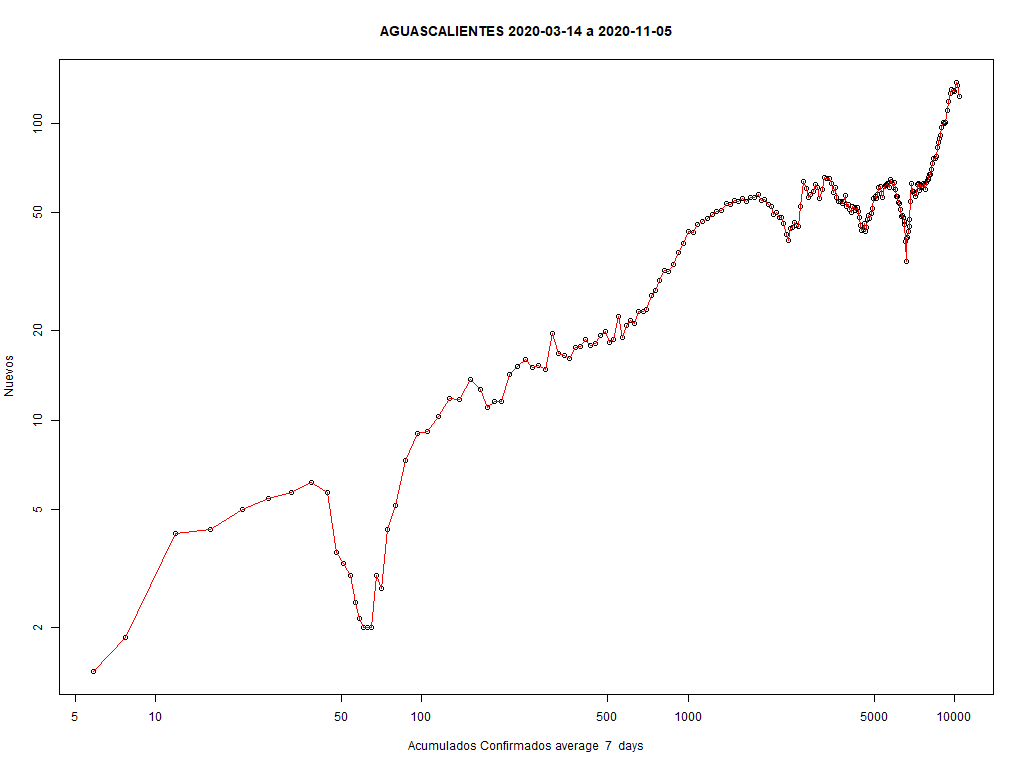 AGUASCALIENTES 2020-03-14 a 2020-11-05
Nuevos
100
50
20
10
5
2
5 10 50 100 500 1000 5000 10000
Acumulados Confirmados average 7 days